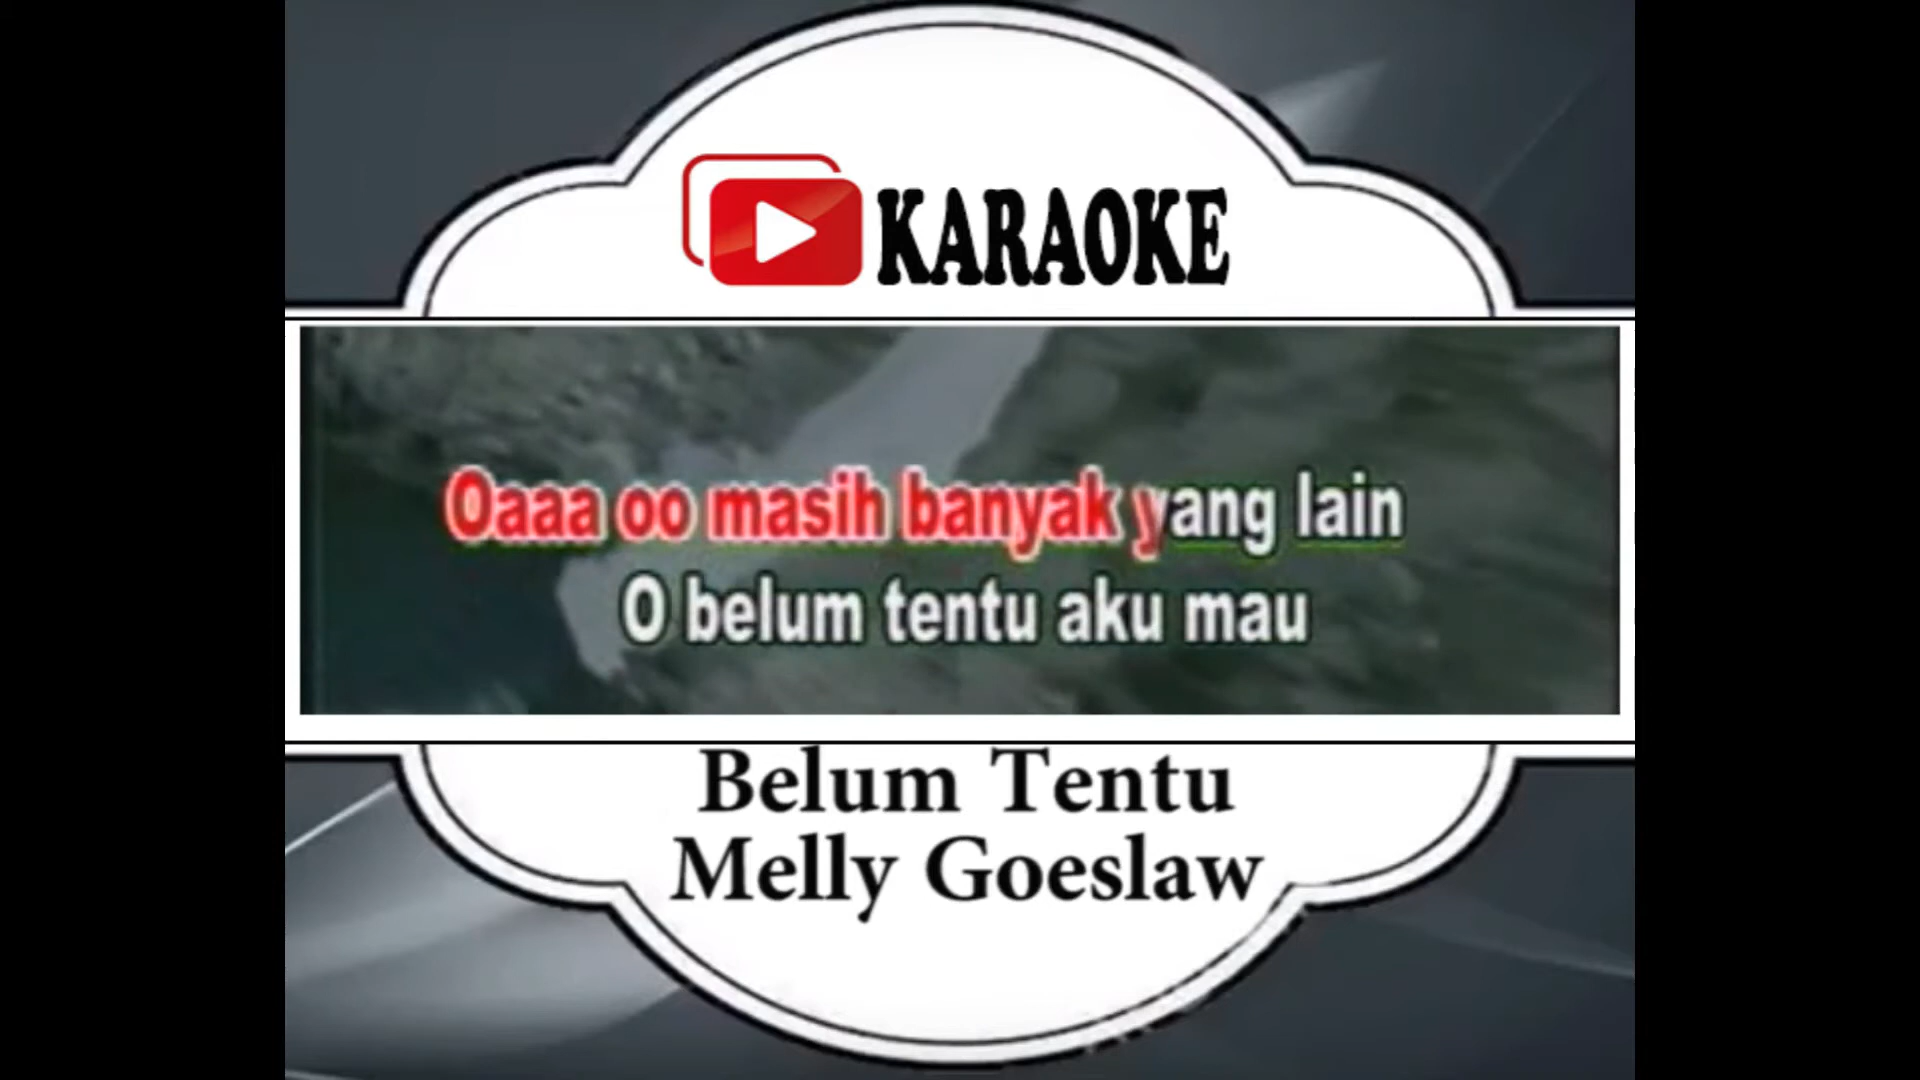 KARAOKE
Oaaa oo masih banyak yang lain
O belum tentu aku mau
Belum Tentu
Melly Goeslaw